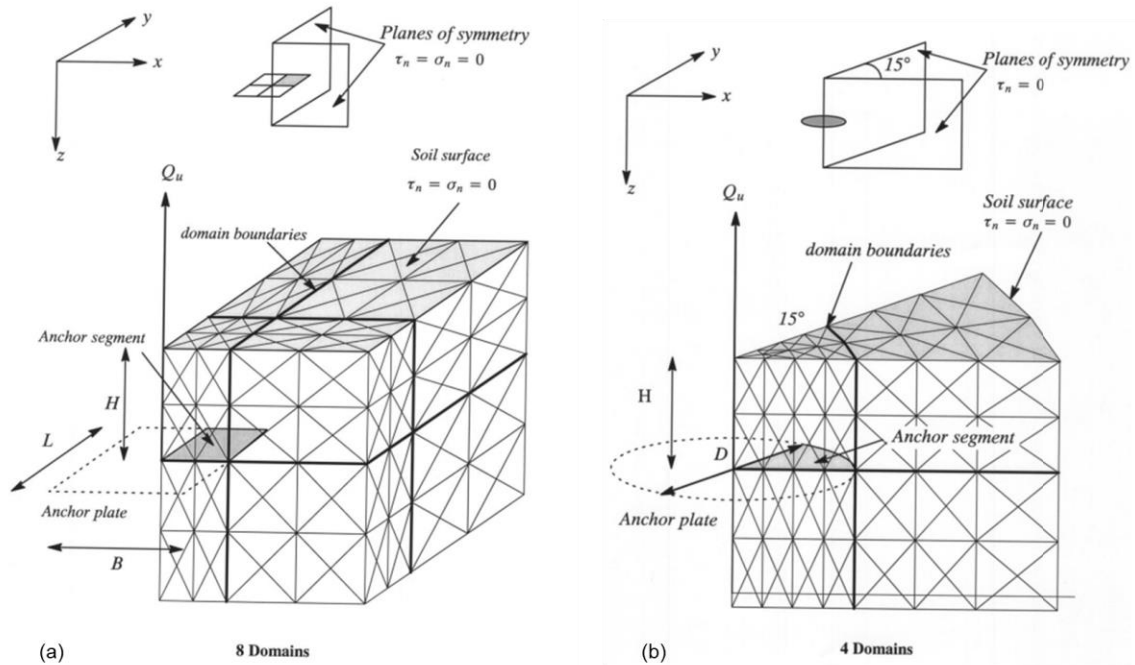 y
x
z
Planes of symmetry
τn = σn = 0
Soil surface
τn = σn = 0
Qu
domain boundaries
Anchor segment
H
L
Anchor plate
B
(a)
8 Domains
y
x
z
15°
Planes of symmetry
τn = 0
Qu
Soil surface
τn = σn = 0
domain boundaries
15°
H
D
Anchor segment
Anchor plate
(b)
4 Domains